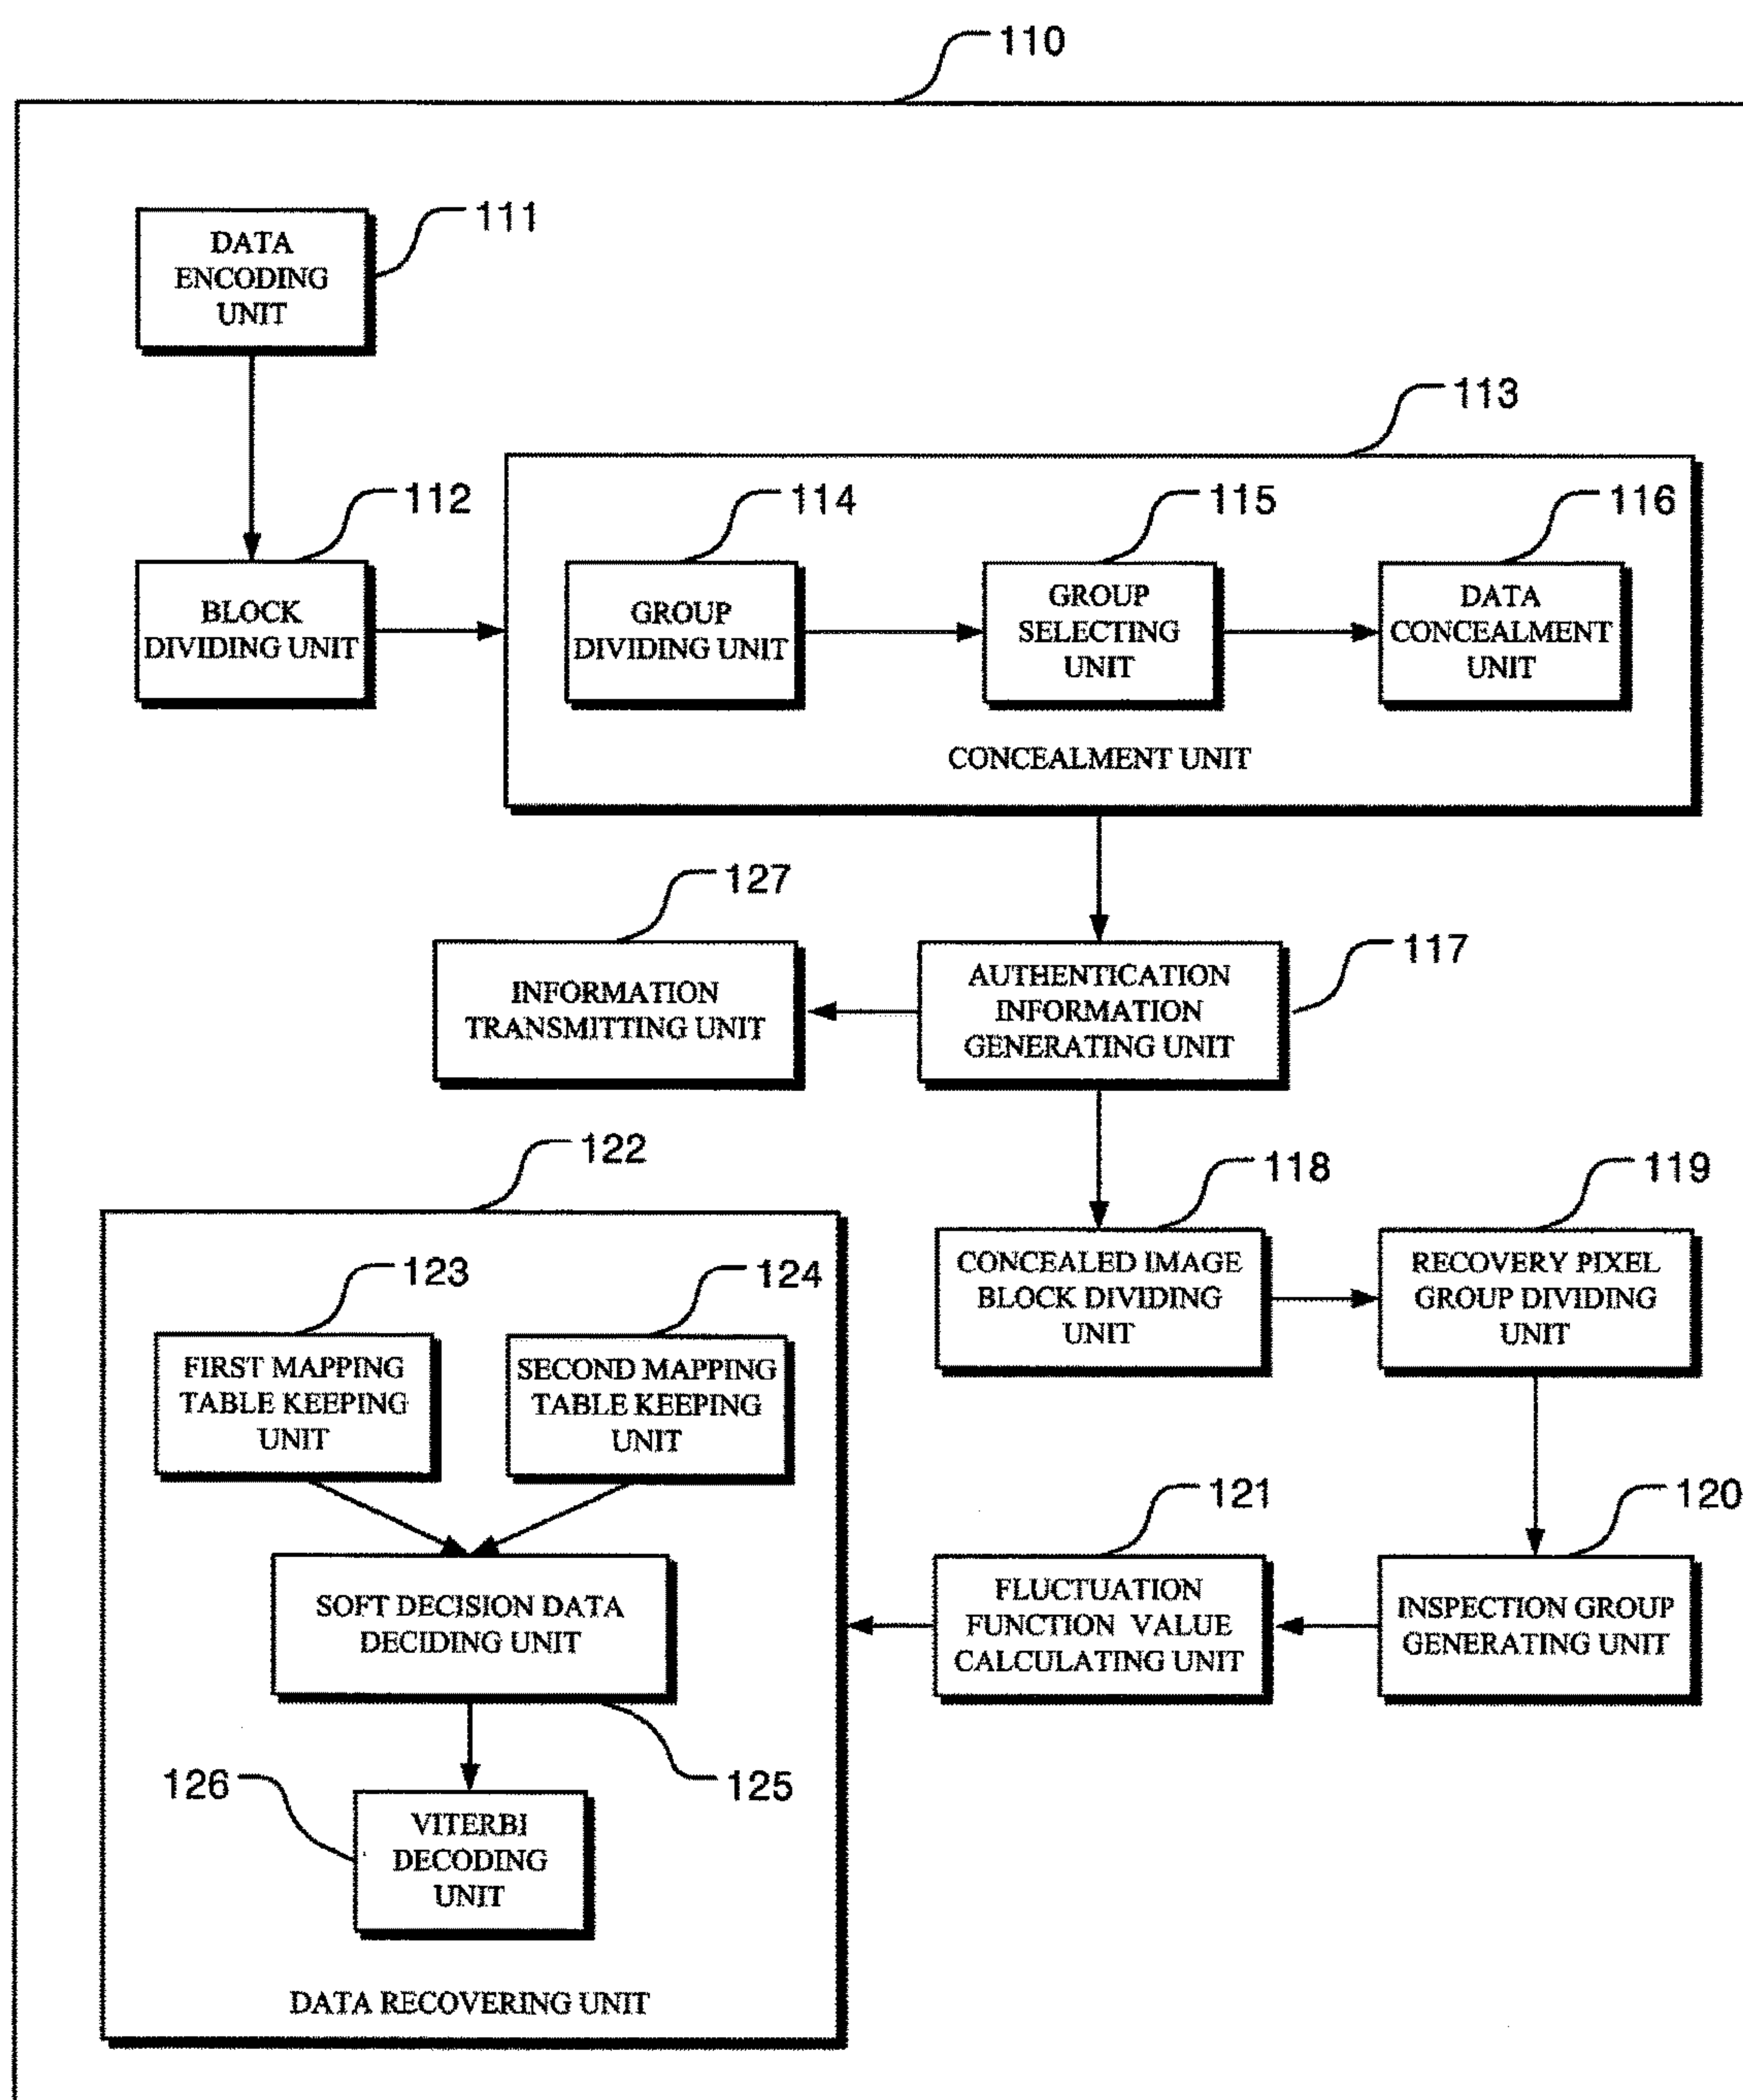 110
111
DATA
ENCODING
UNIT
113
112
114
115
116
BLOCK
DIVIDING UNIT
GROUP
DIVIDING UNIT
GROUP
SELECTING
UNIT
DATA
CONCEALMENT
UNIT
CONCEALMENT UNIT
127
117
INFORMATION
TRANSMITTING UNIT
AUTHENTICATION
INFORMATION
GENERATING UNIT
122
118
119
CONCEALED IMAGE
BLOCK DIVIDING
UNIT
RECOVERY PIXEL
GROUP DIVIDING
UNIT
123
124
FIRST MAPPING
TABLE KEEPING
UNIT
SECOND MAPPING
TABLE KEEPING
UNIT
121
120
SOFT DECISION DATA
DECIDING UNIT
FLUCTUATION
FUNCTION VALUE
CALCULATING UNIT
INSPECTION GROUP
GENERATING UNIT
126
125
VITERBI
DECODING
UNIT
DATA RECOVERING UNIT